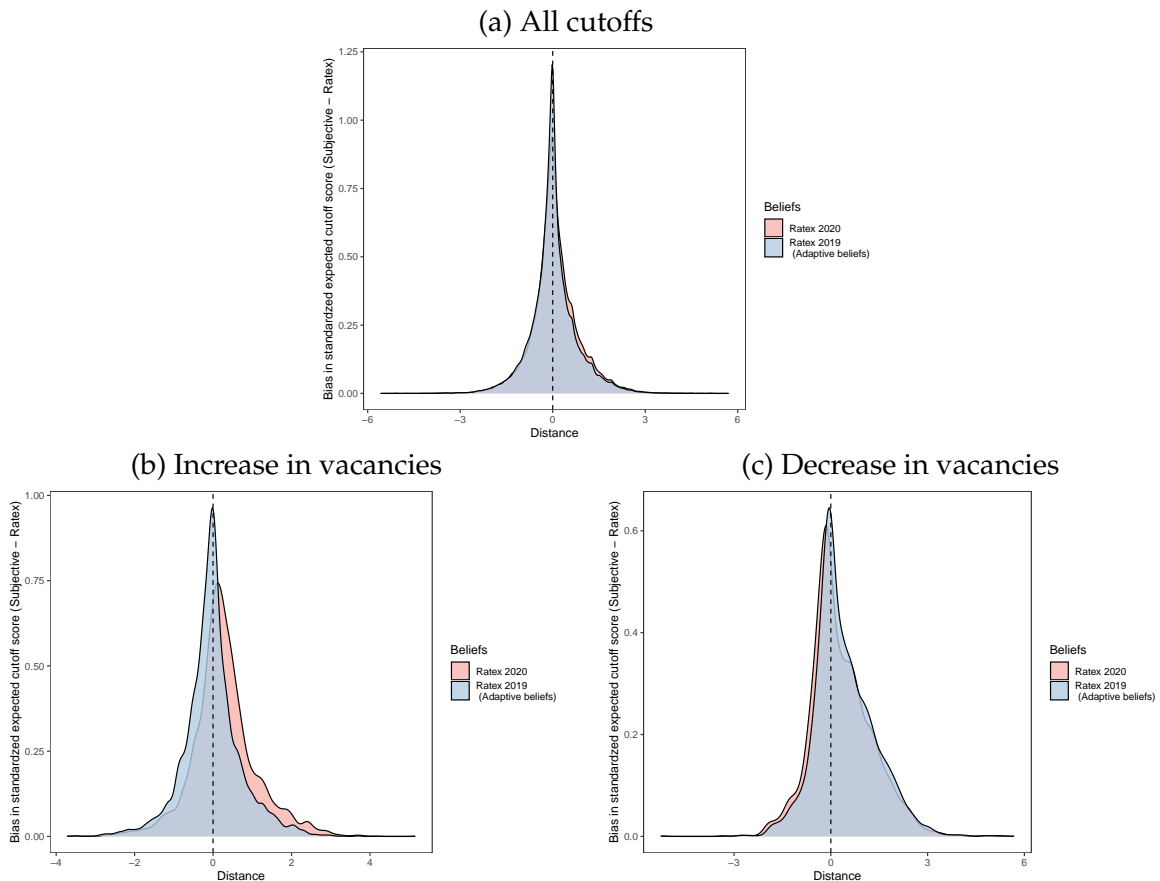 (a) All cutoffs
Bias in standardzed expected cutoff score (Subjective − Ratex)
1.25
1.00
0.75
0.50
0.25
0.00
−6
−3
0
3
6
Distance
Beliefs
Ratex 2020
Ratex 2019
(Adaptive beliefs)
(b) Increase in vacancies
Bias in standardzed expected cutoff score (Subjective − Ratex)
1.00
0.75
0.50
0.25
0.00
−4
−2
0
2
4
Distance
Beliefs
Ratex 2020
Ratex 2019
(Adaptive beliefs)
(c) Decrease in vacancies
Bias in standardzed expected cutoff score (Subjective − Ratex)
0.6
0.4
0.2
0.0
−3
0
3
6
Distance
Beliefs
Ratex 2020
Ratex 2019
(Adaptive beliefs)